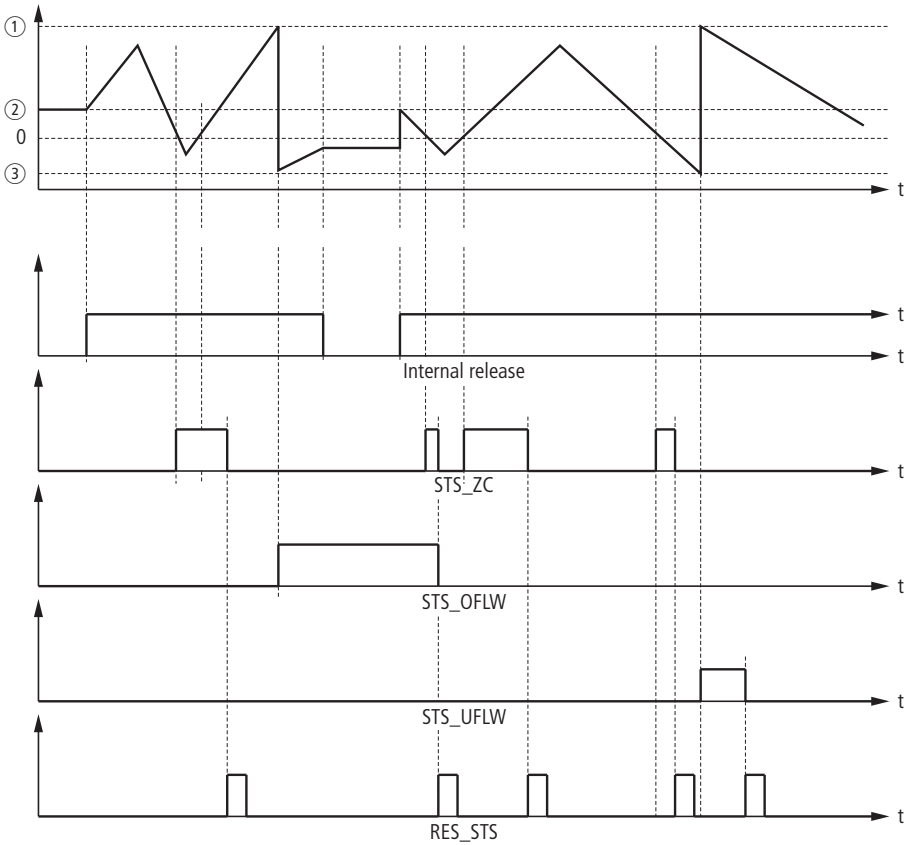 ①
②
0
③
t
t
t
Internal release
t
STS_ZC
t
STS_OFLW
t
STS_UFLW
t
RES_STS